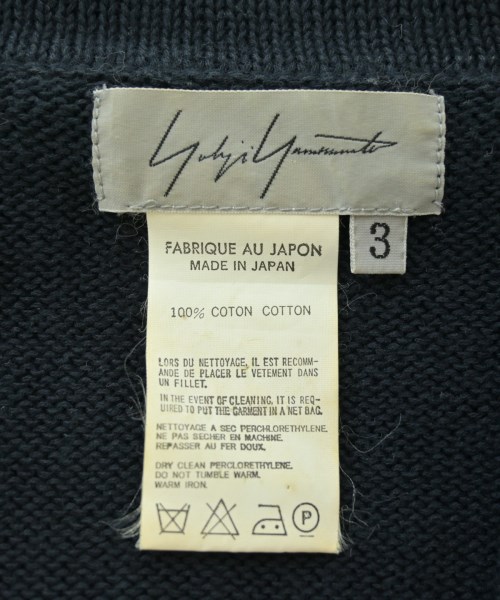 Yohji Yamamoto
3
FABRIQUE AU JAPON
MADE IN JAPAN
100% COTON COTTON
LORS DU NETTOYAGE, IL EST RECOMM-
ANDE DE PLACER LE VETEMENT DANS
UN FILLET.
IN THE EVENT OF CLEANING, IT IS REQ-
UIRED TO PUT THE GARMENT IN A NET BAG.
NETTOYAGE A SEC PERCHLORETHYLENE.
NE PAS SECHER EN MACHINE.
REPASSER AU FER DOUX.
DRY CLEAN PERCLORETHYLENE.
DO NOT TUMBLE WARM.
WARM IRON.
P